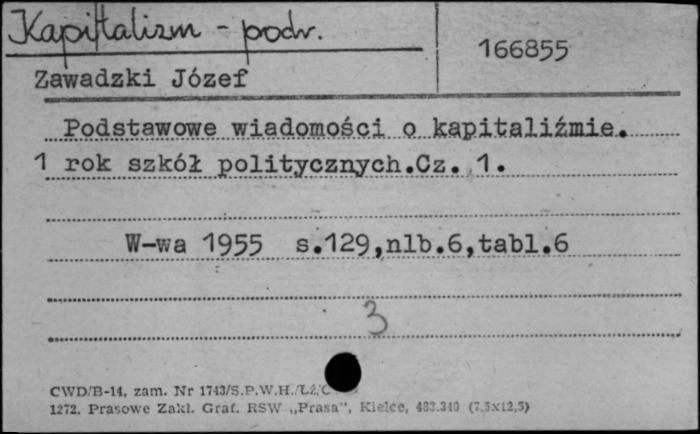 Kapitalizm - podr.
166855
Zawadzki Józef
Podstawowe wiadomości o kapitaliźmie.
1 rok szkół politycznych.Cz. 1.
W-wa 1955 s.129,nlb.6,tabl.6
3
CWD/B-14, zam. Nr 1743/S.P.W.H./Łź/C
1272. Prasowe Zakł. Graf. RSW „Prasa", Kielce, 483.340 (7,5x12,5)